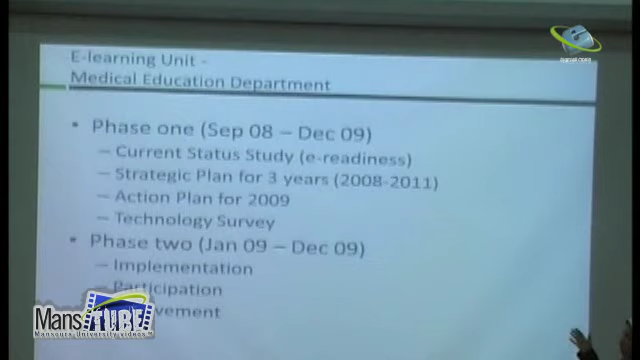 E-learning Unit -
Medical Education Department
• Phase one (Sep 08 – Dec 09)
– Current Status Study (e-readiness)
– Strategic Plan for 3 years (2008-2011)
– Action Plan for 2009
– Technology Survey
• Phase two (Jan 09 – Dec 09)
– Implementation
– Participation
MansTUBE
Mansoura University videos